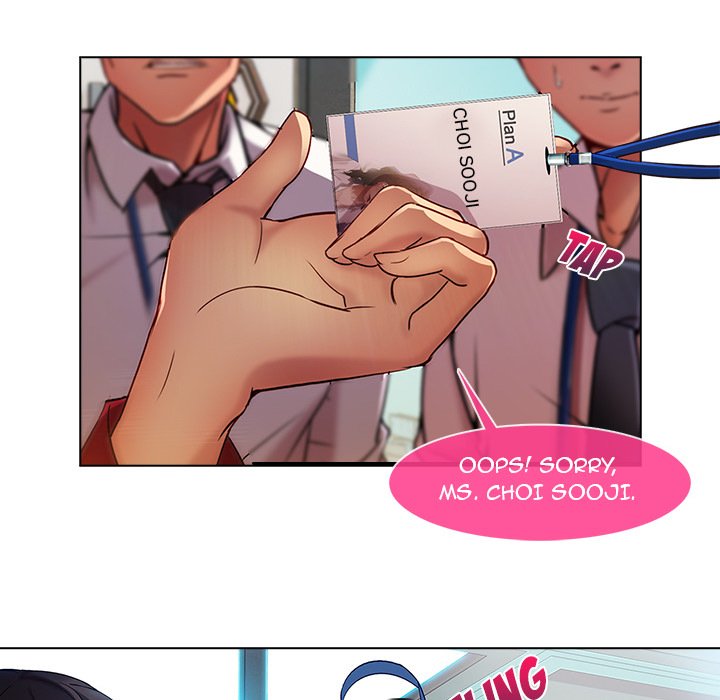 Plan A
CHOI SOOJI
TAP
OOPS! SORRY,
MS. CHOI SOOJI.
LING